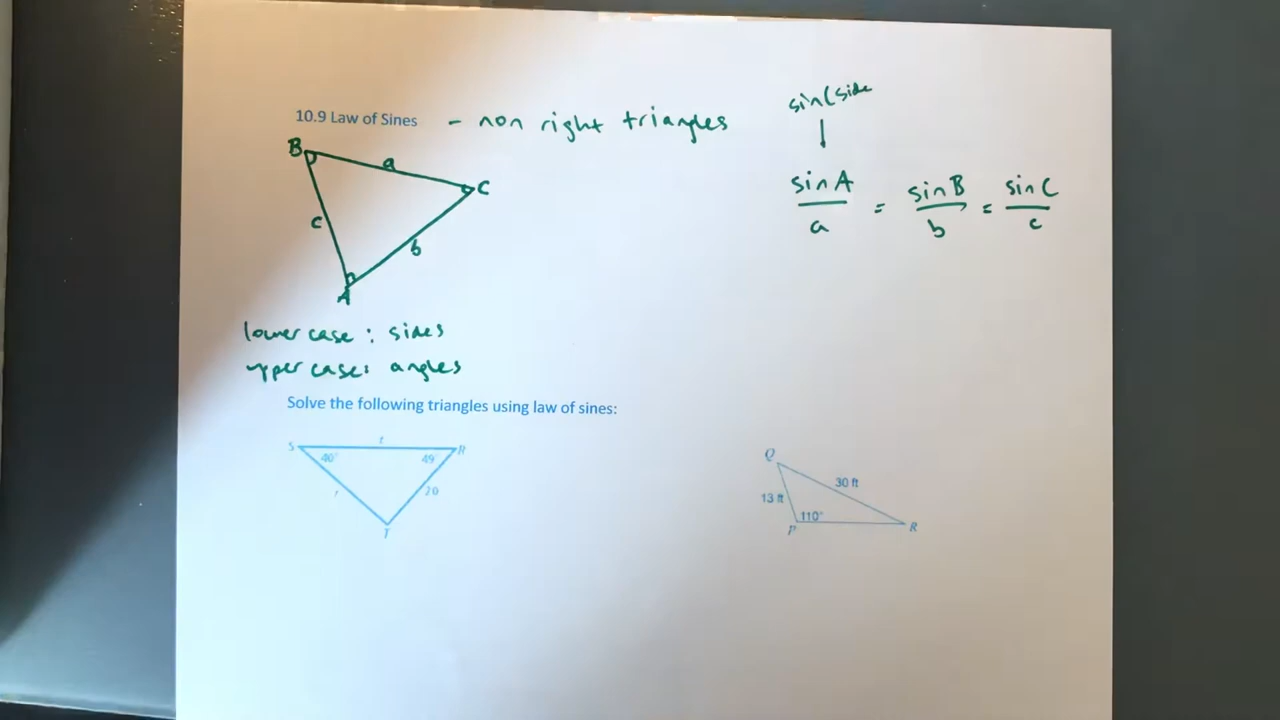 10.9 Law of Sines - non right triangles
B
a
C
c
b
A
lower case : sides
upper case: angles
sin(side
sin A / a = sin B / b = sin C / c
Solve the following triangles using law of sines:
S
t
R
40°
49°
r
20
T
Q
30 ft
13 ft
110°
P
R